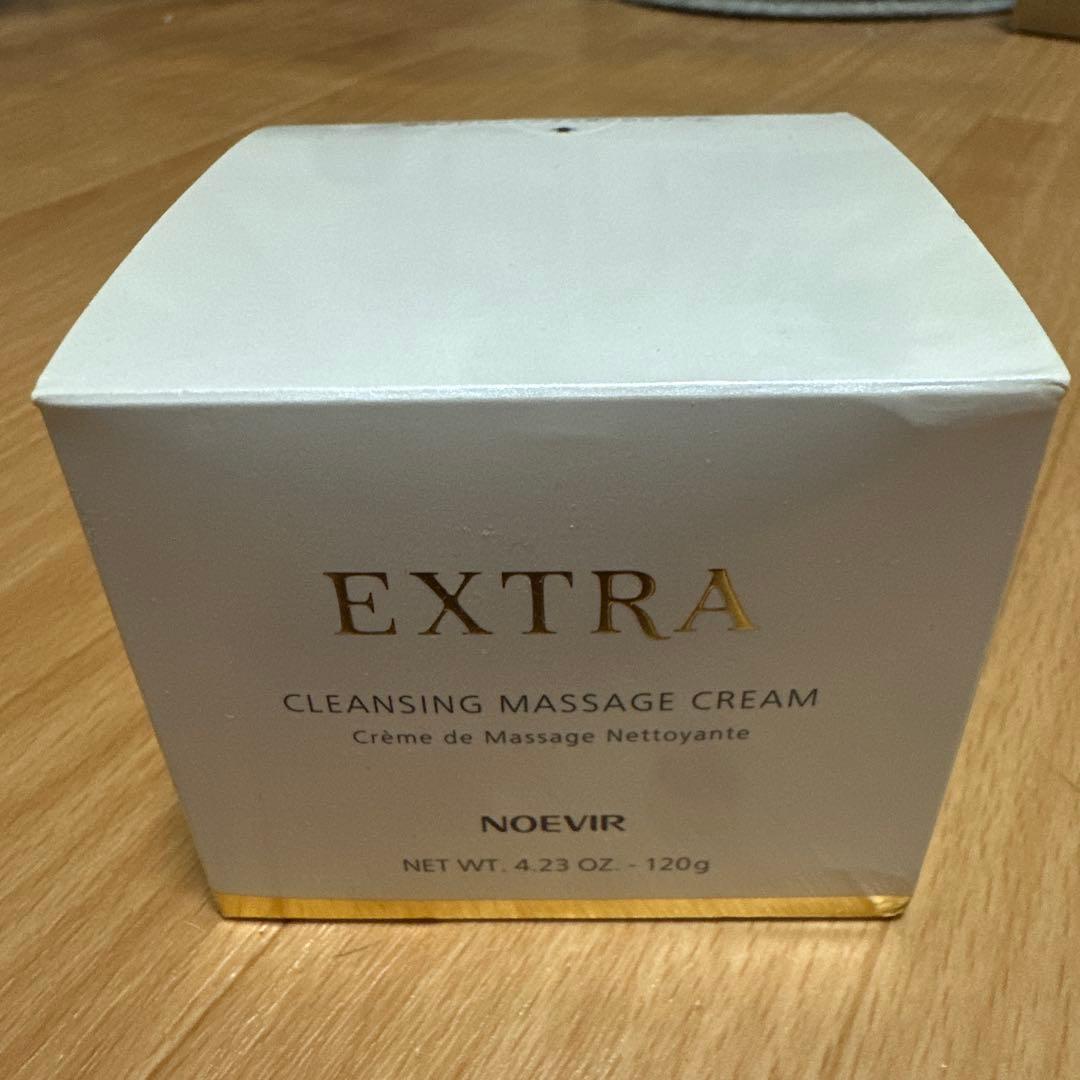 EXTRA
CLEANSING MASSAGE CREAM
Crème de Massage Nettoyante
NOEVIR
NET WT. 4.23 OZ. - 120g